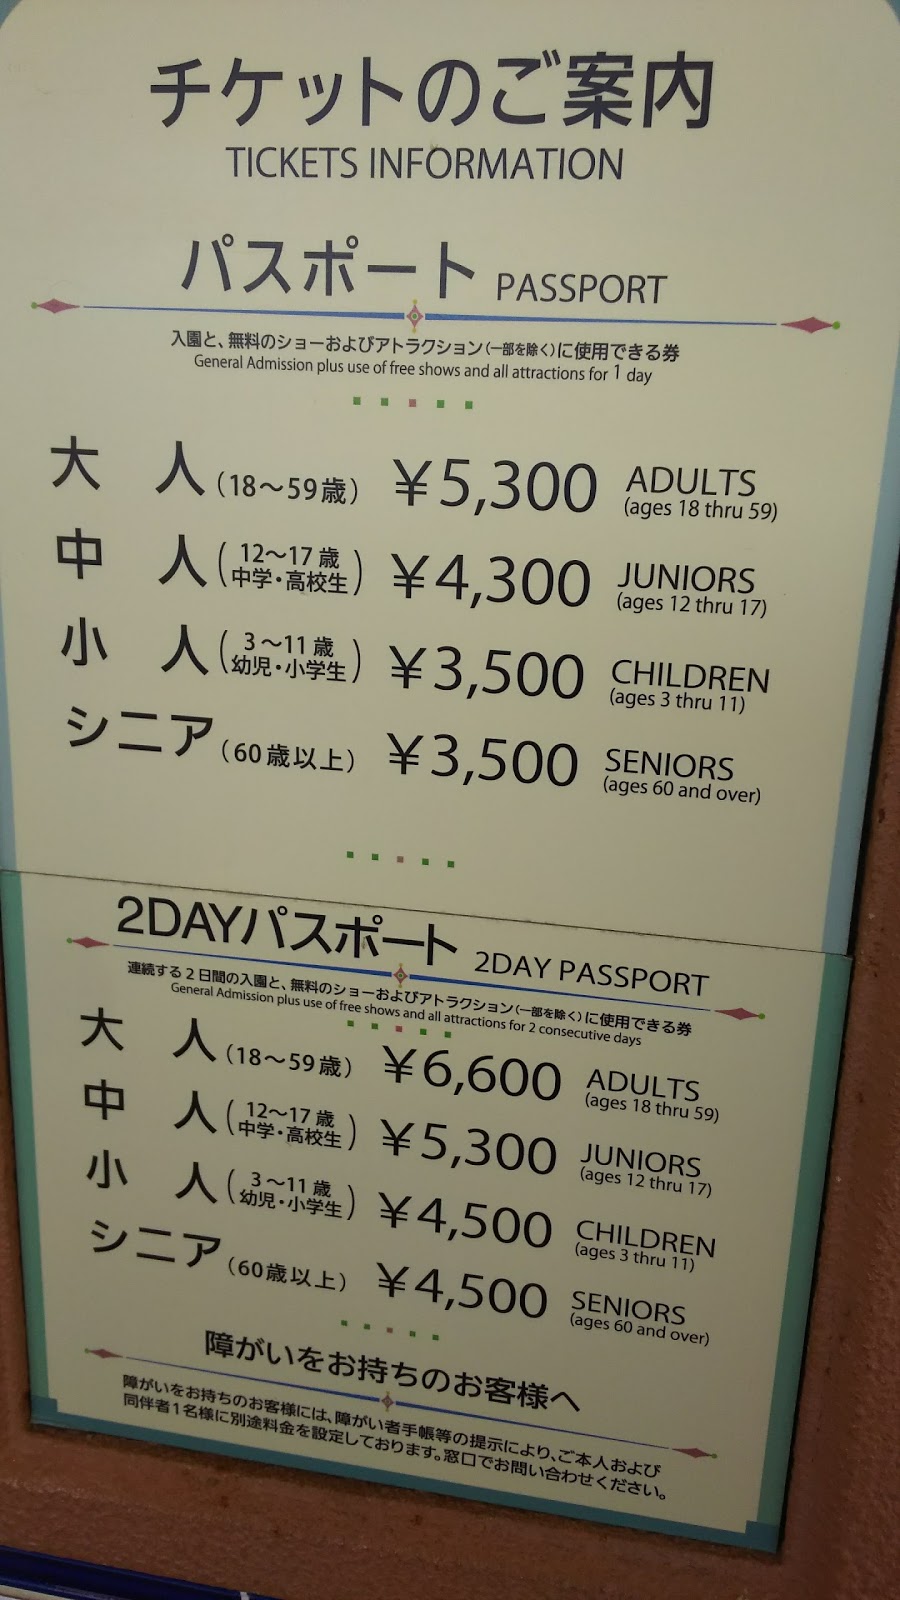 チケットのご案内
TICKETS INFORMATION
パスポート PASSPORT
入園と、無料のショーおよびアトラクション(一部を除く)に使用できる券
General Admission plus use of free shows and all attractions for 1 day
大 人 (18〜59歳) ¥5,300 ADULTS (ages 18 thru 59)
中 人 (12〜17歳 中学・高校生) ¥4,300 JUNIORS (ages 12 thru 17)
小 人 (3〜11歳 幼児・小学生) ¥3,500 CHILDREN (ages 3 thru 11)
シニア (60歳以上) ¥3,500 SENIORS (ages 60 and over)
2DAYパスポート 2DAY PASSPORT
連続する2日間の入園と、無料のショーおよびアトラクション(一部を除く)に使用できる券
General Admission plus use of free shows and all attractions for 2 consecutive days
大 人 (18〜59歳) ¥6,600 ADULTS (ages 18 thru 59)
中 人 (12〜17歳 中学・高校生) ¥5,300 JUNIORS (ages 12 thru 17)
小 人 (3〜11歳 幼児・小学生) ¥4,500 CHILDREN (ages 3 thru 11)
シニア (60歳以上) ¥4,500 SENIORS (ages 60 and over)
障がいをお持ちのお客様へ
障がいをお持ちのお客様には、障がい者手帳等の提示により、ご本人および
同伴者1名様に別途料金を設定しております。窓口でお問い合わせください。